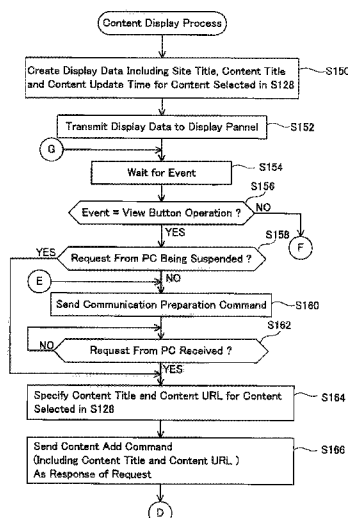 Content Display Process
Create Display Data Including Site Title, Content Title
and Content Update Time for Content Selected in S128
S150
Transmit Display Data to Display Pannel
S152
G
Wait for Event
S154
S156
Event = View Button Operation ?
NO
YES
F
S158
YES
Request From PC Being Suspended ?
NO
E
Send Communication Preparation Command
S160
S162
Request From PC Received ?
NO
YES
Specify Content Title and Content URL for Content
Selected in S128
S164
Send Content Add Command
(Including Content Title and Content URL )
As Response of Request
S166
D